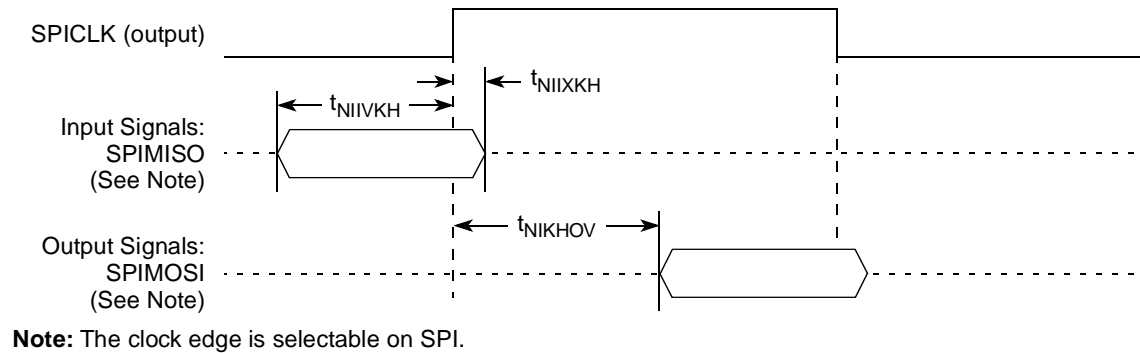 SPICLK (output)
tNIIXKH
tNIIVKH
Input Signals:
SPIMISO
(See Note)
tNIKHOV
Output Signals:
SPIMOSI
(See Note)
Note: The clock edge is selectable on SPI.